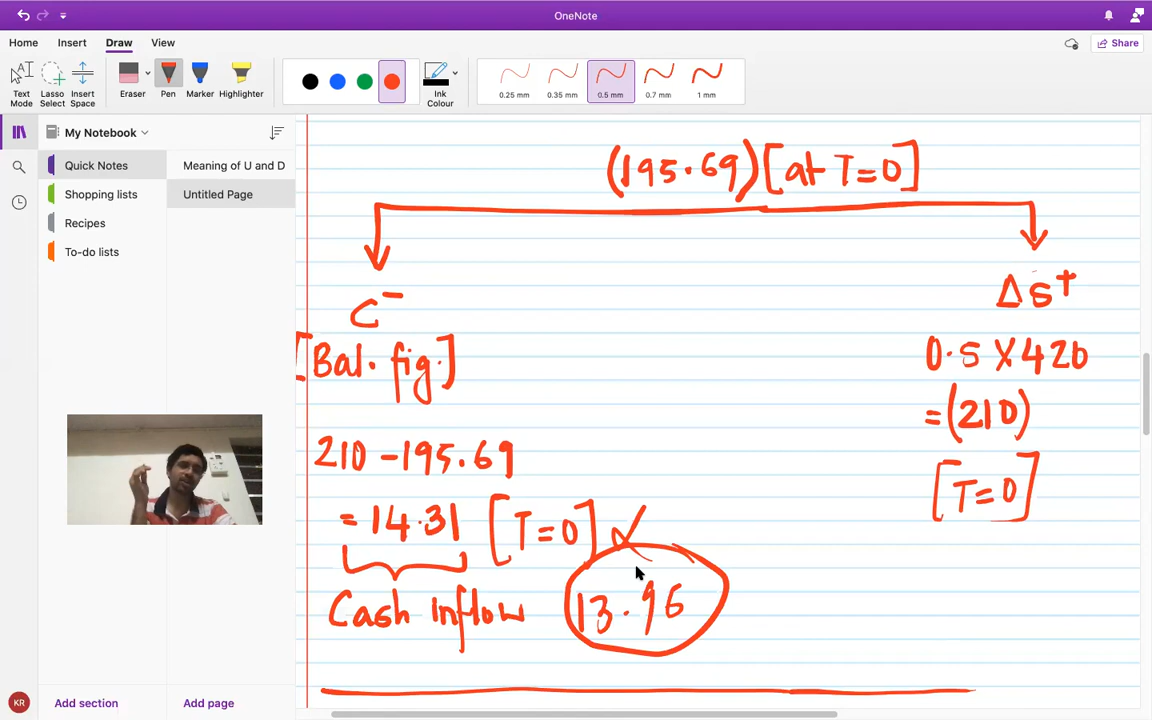 OneNote
Home Insert Draw View
Share
Text Mode
Lasso Select
Insert Space
Eraser
Pen
Marker
Highlighter
Ink Colour
0.25 mm
0.35 mm
0.5 mm
0.7 mm
1 mm
My Notebook
Quick Notes
Shopping lists
Recipes
To-do lists
Meaning of U and D
Untitled Page
(195.69) [at T=0]
C⁻
[Bal. fig.]
210 - 195.69
= 14.31 [T=0]
Cash inflow
13.96
Δ S⁺
0.5 X 420
= (210)
[T=0]
KR
Add section
Add page